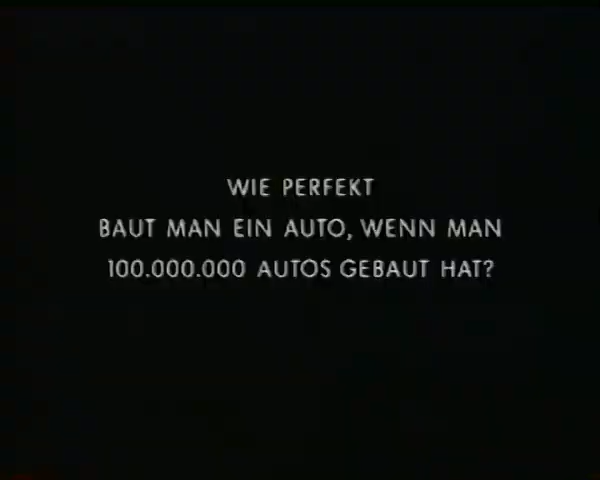 WIE PERFEKT
BAUT MAN EIN AUTO, WENN MAN
100.000.000 AUTOS GEBAUT HAT?